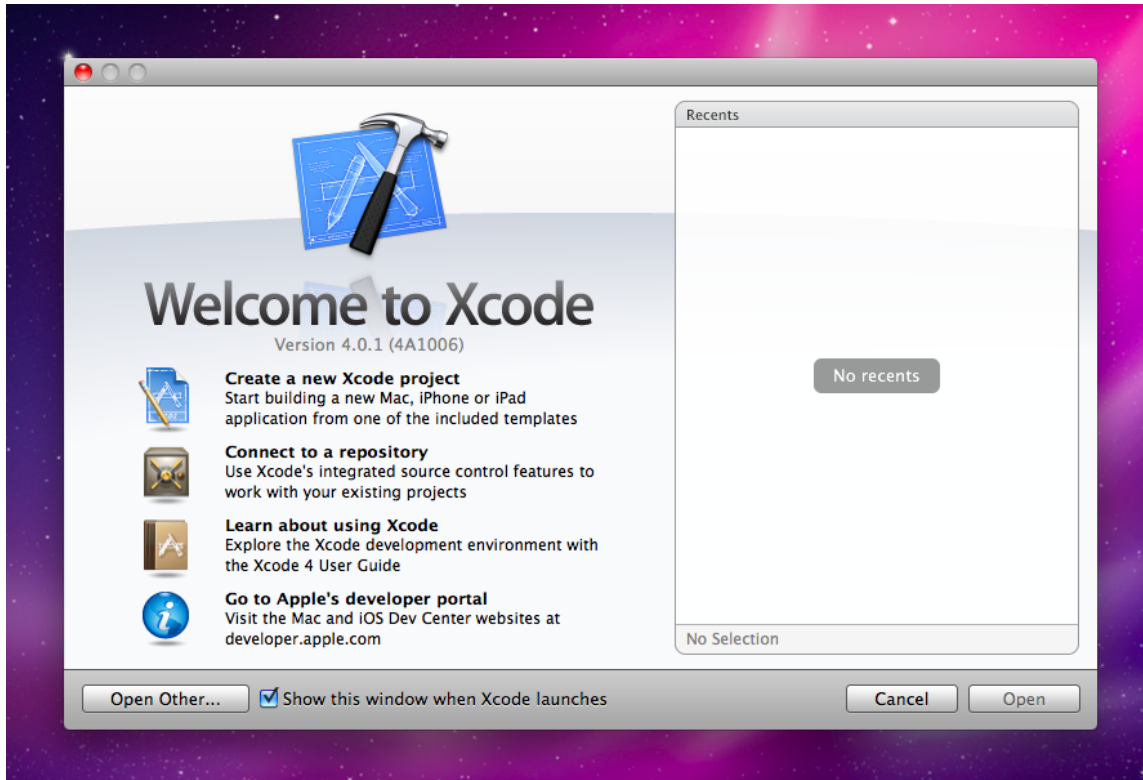 Recents
Welcome to Xcode
Version 4.0.1 (4A1006)
Create a new Xcode project
Start building a new Mac, iPhone or iPad
application from one of the included templates
Connect to a repository
Use Xcode's integrated source control features to
work with your existing projects
Learn about using Xcode
Explore the Xcode development environment with
the Xcode 4 User Guide
Go to Apple's developer portal
Visit the Mac and iOS Dev Center websites at
developer.apple.com
No recents
No Selection
Open Other...
Show this window when Xcode launches
Cancel
Open